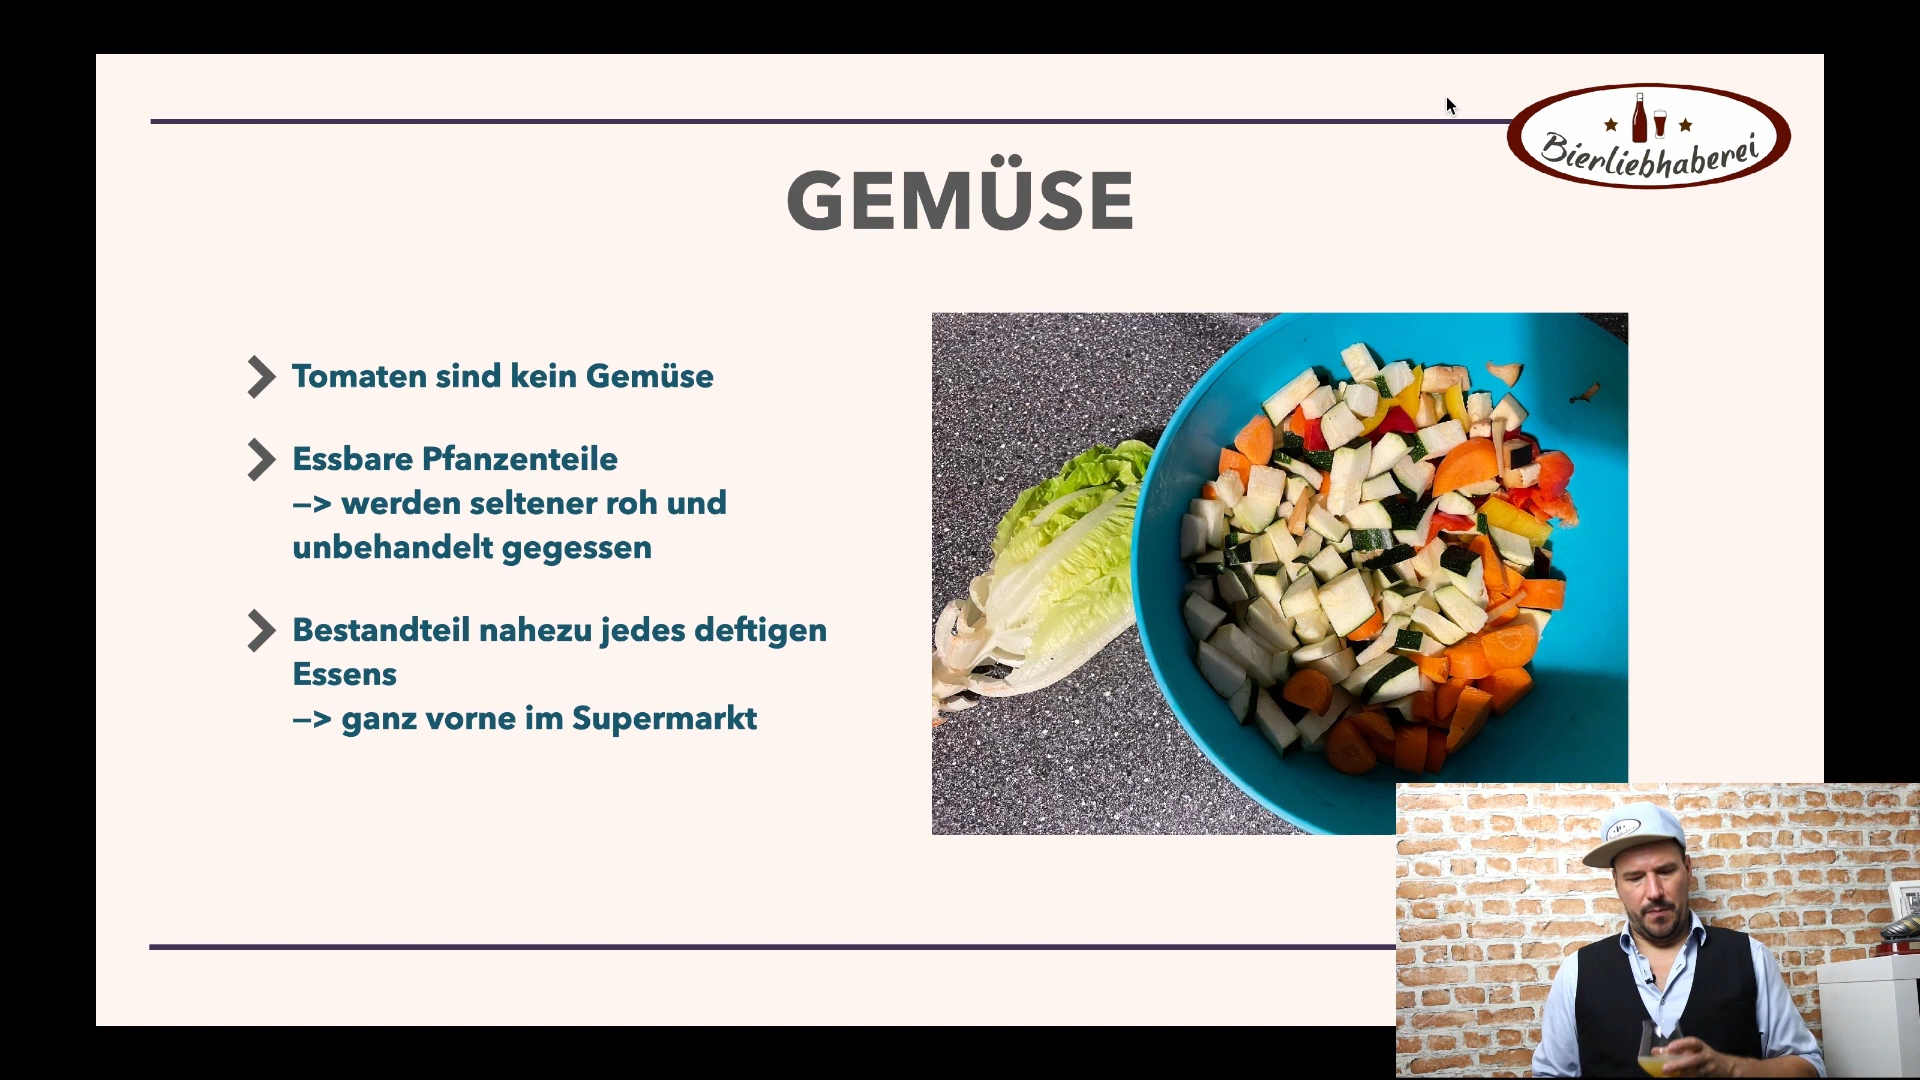 Bierliebhaberei
GEMÜSE
Tomaten sind kein Gemüse
Essbare Pfanzenteile
—> werden seltener roh und
unbehandelt gegessen
Bestandteil nahezu jedes deftigen
Essens
—> ganz vorne im Supermarkt